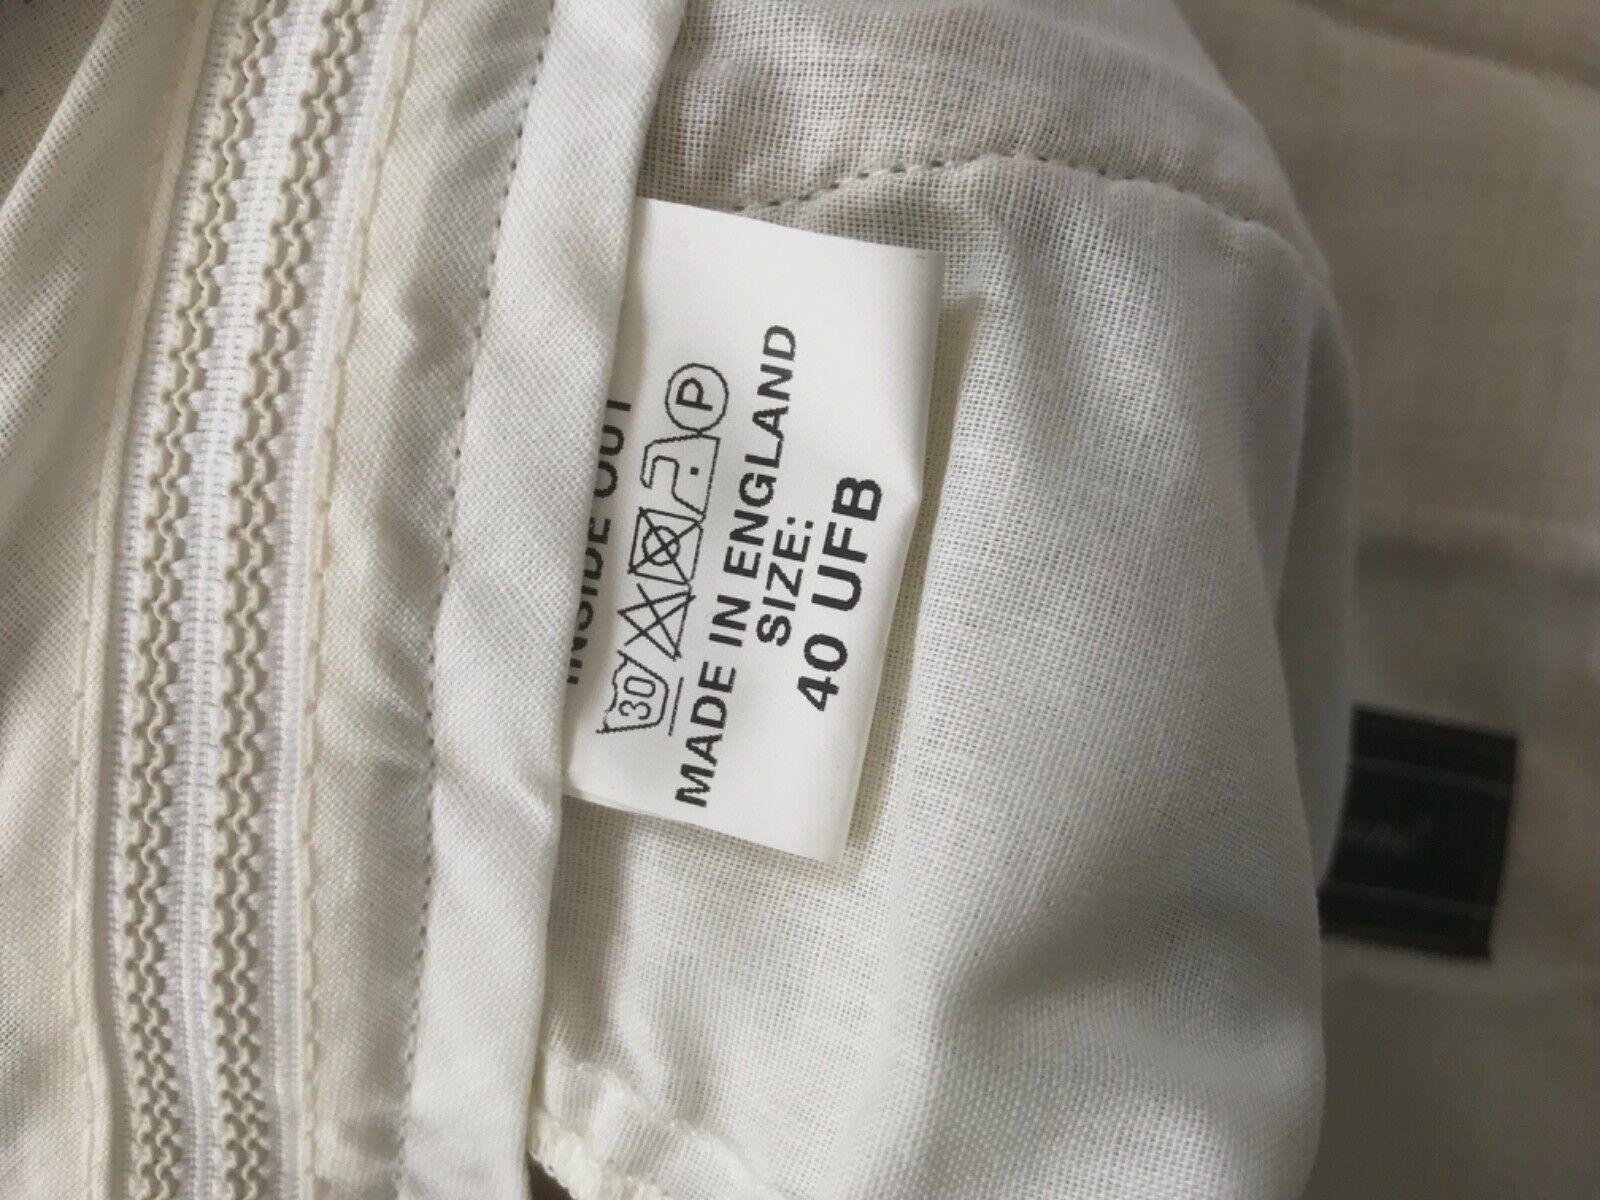 INSIDE OUT
30 P
MADE IN ENGLAND
SIZE:
40 UFB